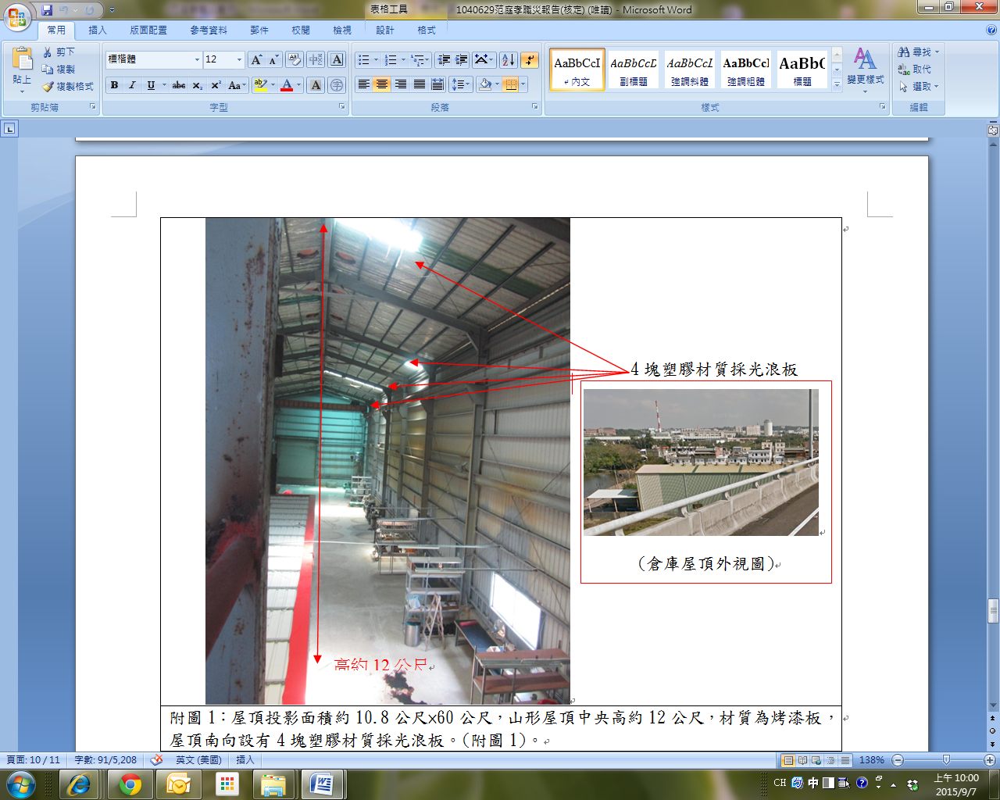 表格工具
1040629范庭孝職災報告(核定) (唯讀) - Microsoft Word
常用 插入 版面配置 參考資料 郵件 校閱 檢視 設計 格式
貼上
剪下
複製
複製格式
剪貼簿
標楷體 12
字型
段落
AaBbCcI AaBbCcD AaBbCcL AaBbCcI AaBbC
內文 副標題 強調斜體 強調粗體 標題
變更樣式
樣式
尋找
取代
選取
編輯
4 塊塑膠材質採光浪板
(倉庫屋頂外視圖)
高約 12 公尺
附圖 1：屋頂投影面積約 10.8 公尺×60 公尺，山形屋頂中央高約 12 公尺，材質為烤漆板，
屋頂南向設有 4 塊塑膠材質採光浪板。(附圖 1)。
頁面: 10 / 11 字數: 91/5,208 英文 (美國) 插入 138%
CH 中 上午 10:00
2015/9/7